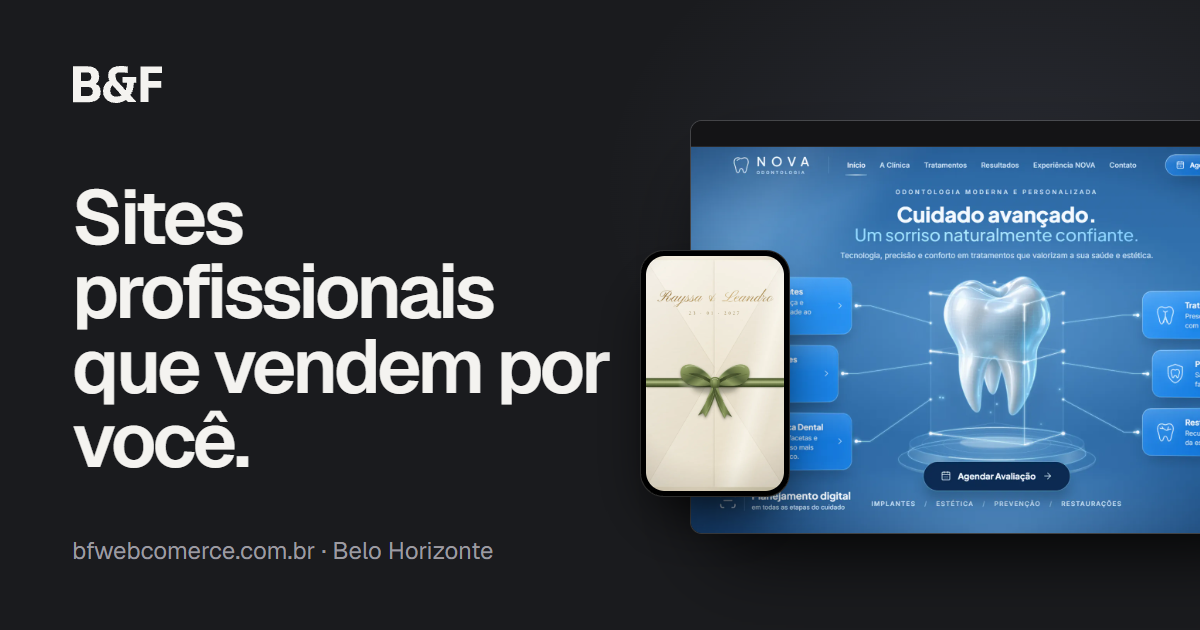 B&F
Sites
profissionais
que vendem por
você.
bfwebcomerce.com.br · Belo Horizonte
NOVA
ODONTOLOGIA
Início A Clínica Tratamentos Resultados Experiência NOVA Contato
ODONTOLOGIA MODERNA E PERSONALIZADA
Cuidado avançado.
Um sorriso naturalmente confiante.
Tecnologia, precisão e conforto em tratamentos que valorizam a sua saúde e estética.
Rayssa & Leandro
Dental
Agendar Avaliação
digital
em todas as etapas do cuidado
IMPLANTES / ESTÉTICA / PREVENÇÃO / RESTAURAÇÕES